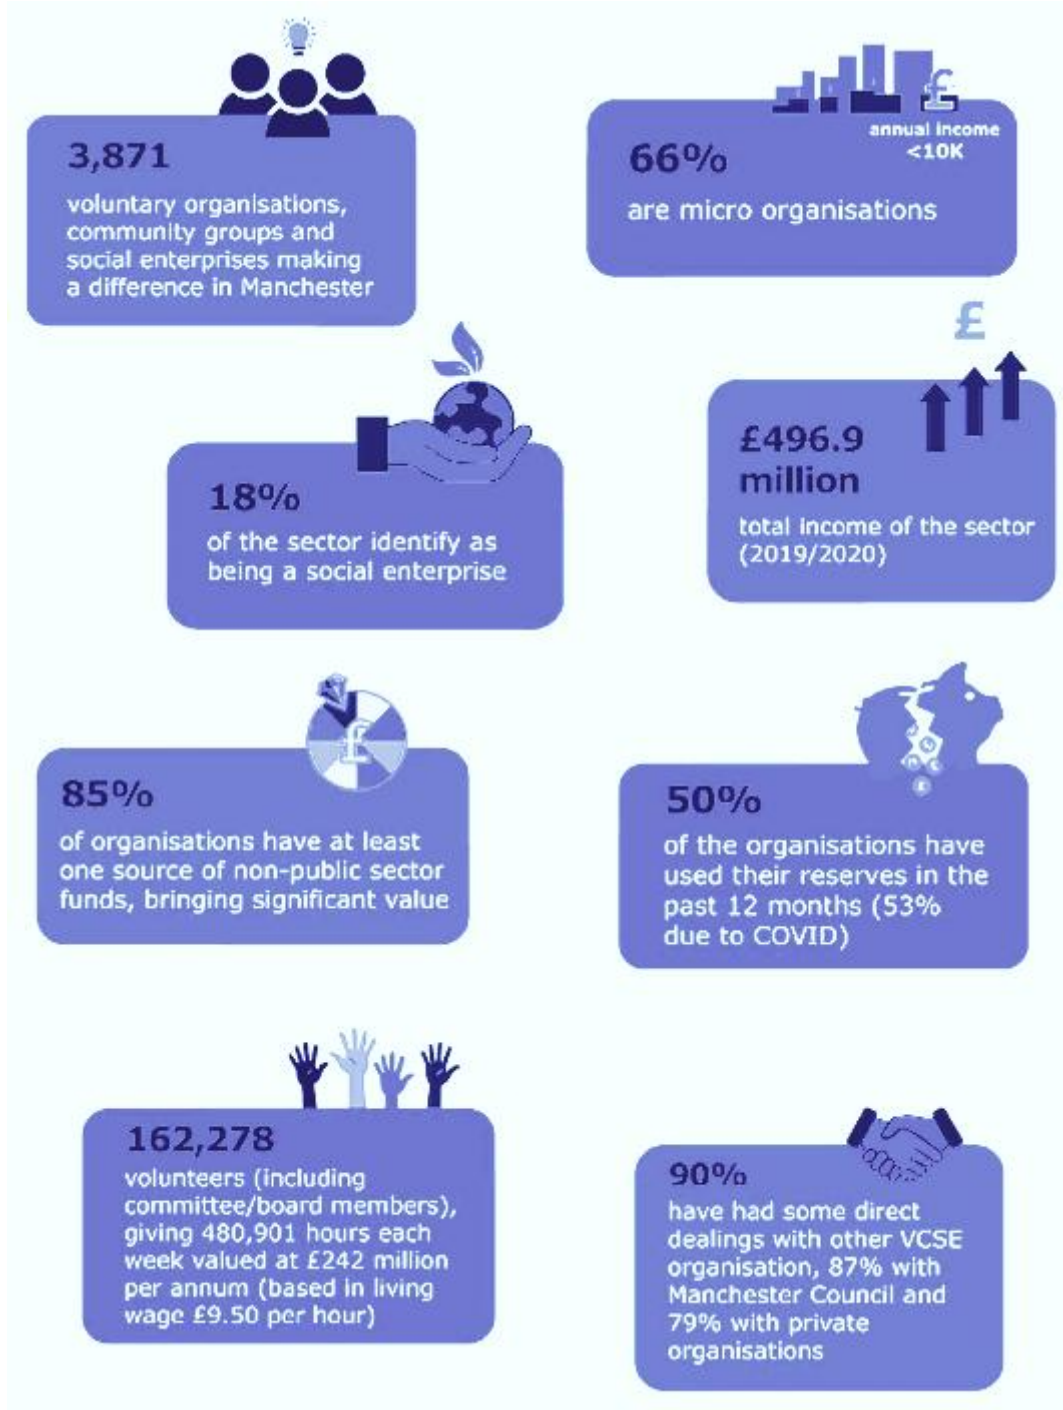 3,871
voluntary organisations,
community groups and
social enterprises making
a difference in Manchester
£
annual income
<10K
66%
are micro organisations
18%
of the sector identify as
being a social enterprise
£
£496.9
million
total income of the sector
(2019/2020)
£
85%
of organisations have at least
one source of non-public sector
funds, bringing significant value
50%
of the organisations have
used their reserves in the
past 12 months (53%
due to COVID)
162,278
volunteers (including
committee/board members),
giving 480,901 hours each
week valued at £242 million
per annum (based in living
wage £9.50 per hour)
90%
have had some direct
dealings with other VCSE
organisation, 87% with
Manchester Council and
79% with private
organisations